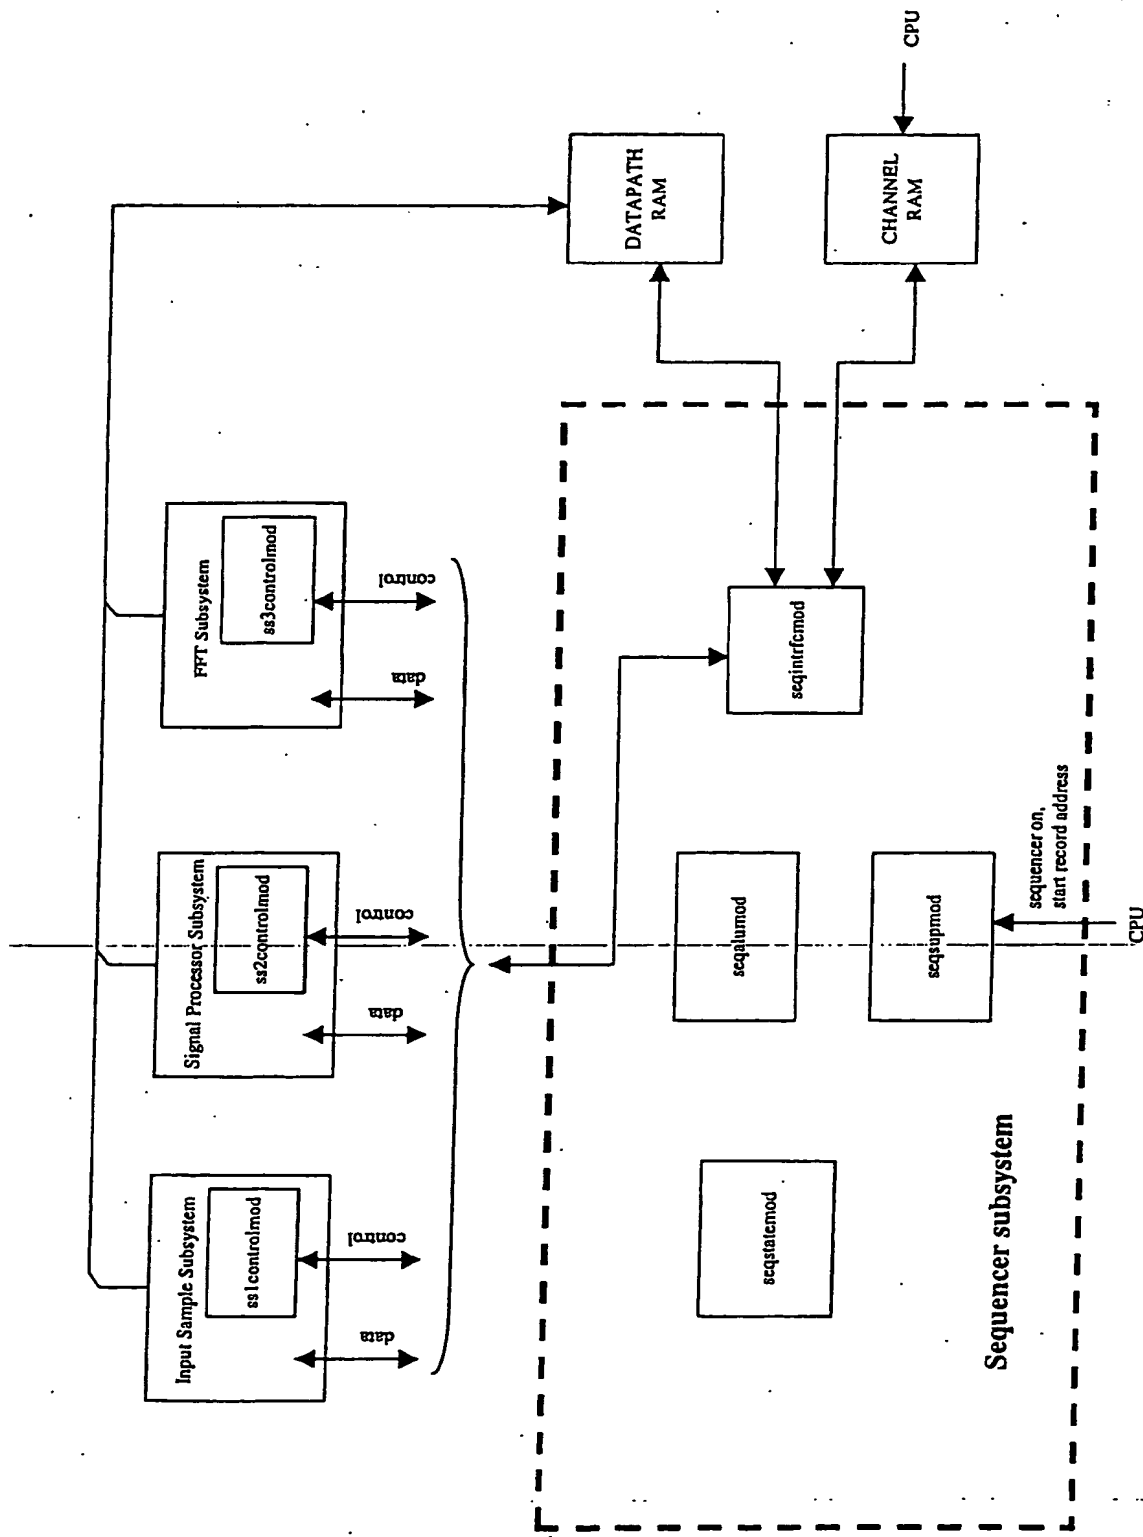 Input Sample Subsystem
ss1controlmod
data
control
Signal Processor Subsystem
ss2controlmod
data
control
FFT Subsystem
ss3controlmod
data
control
DATAPATH
RAM
CHANNEL
RAM
CPU
seqstatemod
seqalumod
seqsupmod
seqintrfcmod
sequencer on,
start record address
CPU
Sequencer subsystem